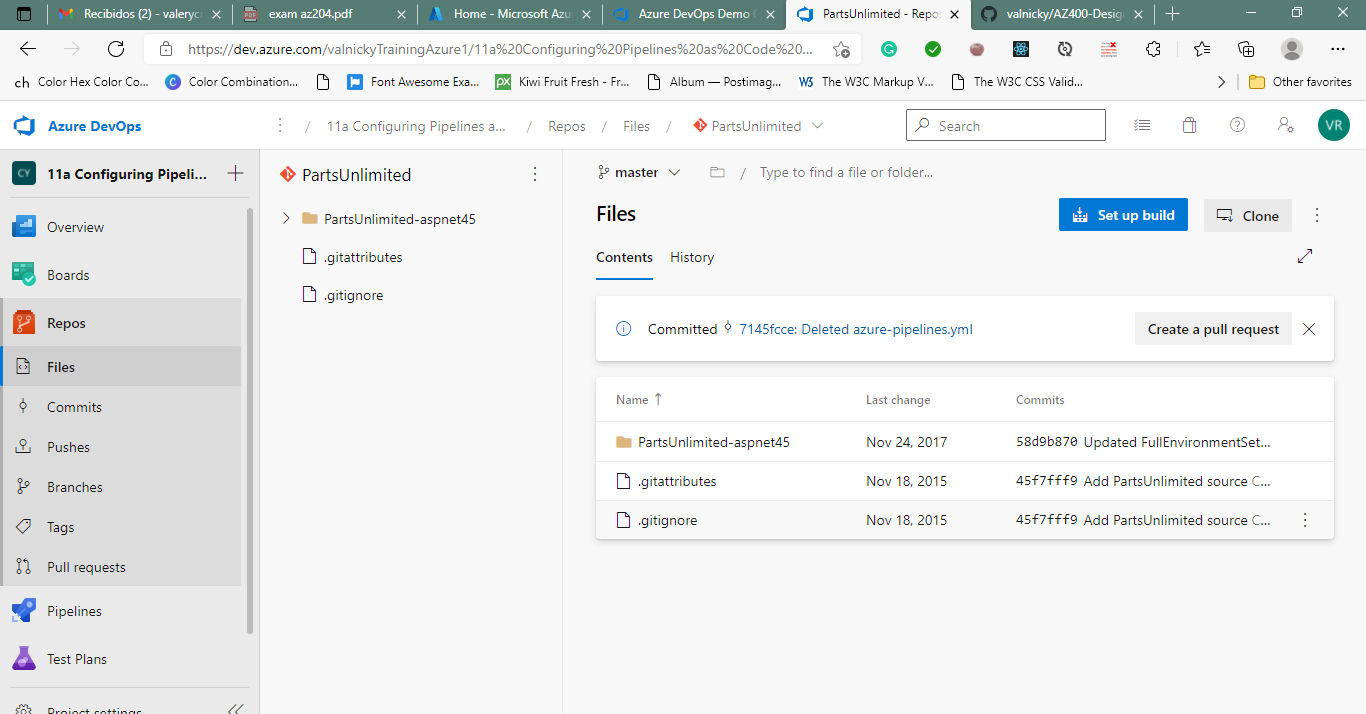 Recibidos (2) - valeryc
exam az204.pdf
Home - Microsoft Azu
Azure DevOps Demo
PartsUnlimited - Repo
valnicky/AZ400-Desig
https://dev.azure.com/valnickyTrainingAzure1/11a%20Configuring%20Pipelines%20as%20Code%20...
ch Color Hex Color Co...
Color Combination...
Font Awesome Exa...
px Kiwi Fruit Fresh - Fr...
Album — Postimag...
W3 The W3C Markup V...
The W3C CSS Valid...
Other favorites
Azure DevOps
/ 11a Configuring Pipelines a... / Repos / Files / PartsUnlimited
Search
VR
CY 11a Configuring Pipeli...
Overview
Boards
Repos
Files
Commits
Pushes
Branches
Tags
Pull requests
Pipelines
Test Plans
Project settings
PartsUnlimited
PartsUnlimited-aspnet45
.gitattributes
.gitignore
master / Type to find a file or folder...
Files
Set up build
Clone
Contents History
Committed 7145fcce: Deleted azure-pipelines.yml
Create a pull request
Name Last change Commits
PartsUnlimited-aspnet45 Nov 24, 2017 58d9b870 Updated FullEnvironmentSet...
.gitattributes Nov 18, 2015 45f7fff9 Add PartsUnlimited source C...
.gitignore Nov 18, 2015 45f7fff9 Add PartsUnlimited source C...